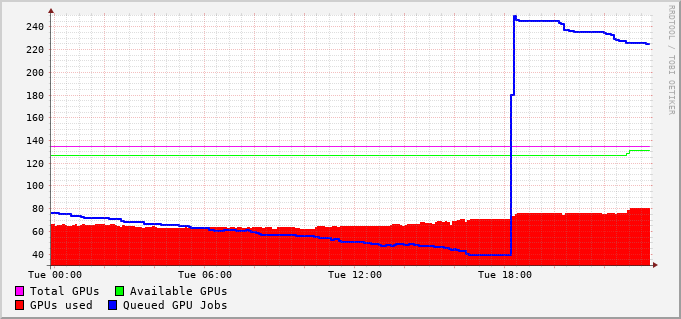 240
220
200
180
160
140
120
100
80
60
40
Tue 00:00 Tue 06:00 Tue 12:00 Tue 18:00
Total GPUs Available GPUs
GPUs used Queued GPU Jobs
RRDTOOL / TOBI OETIKER